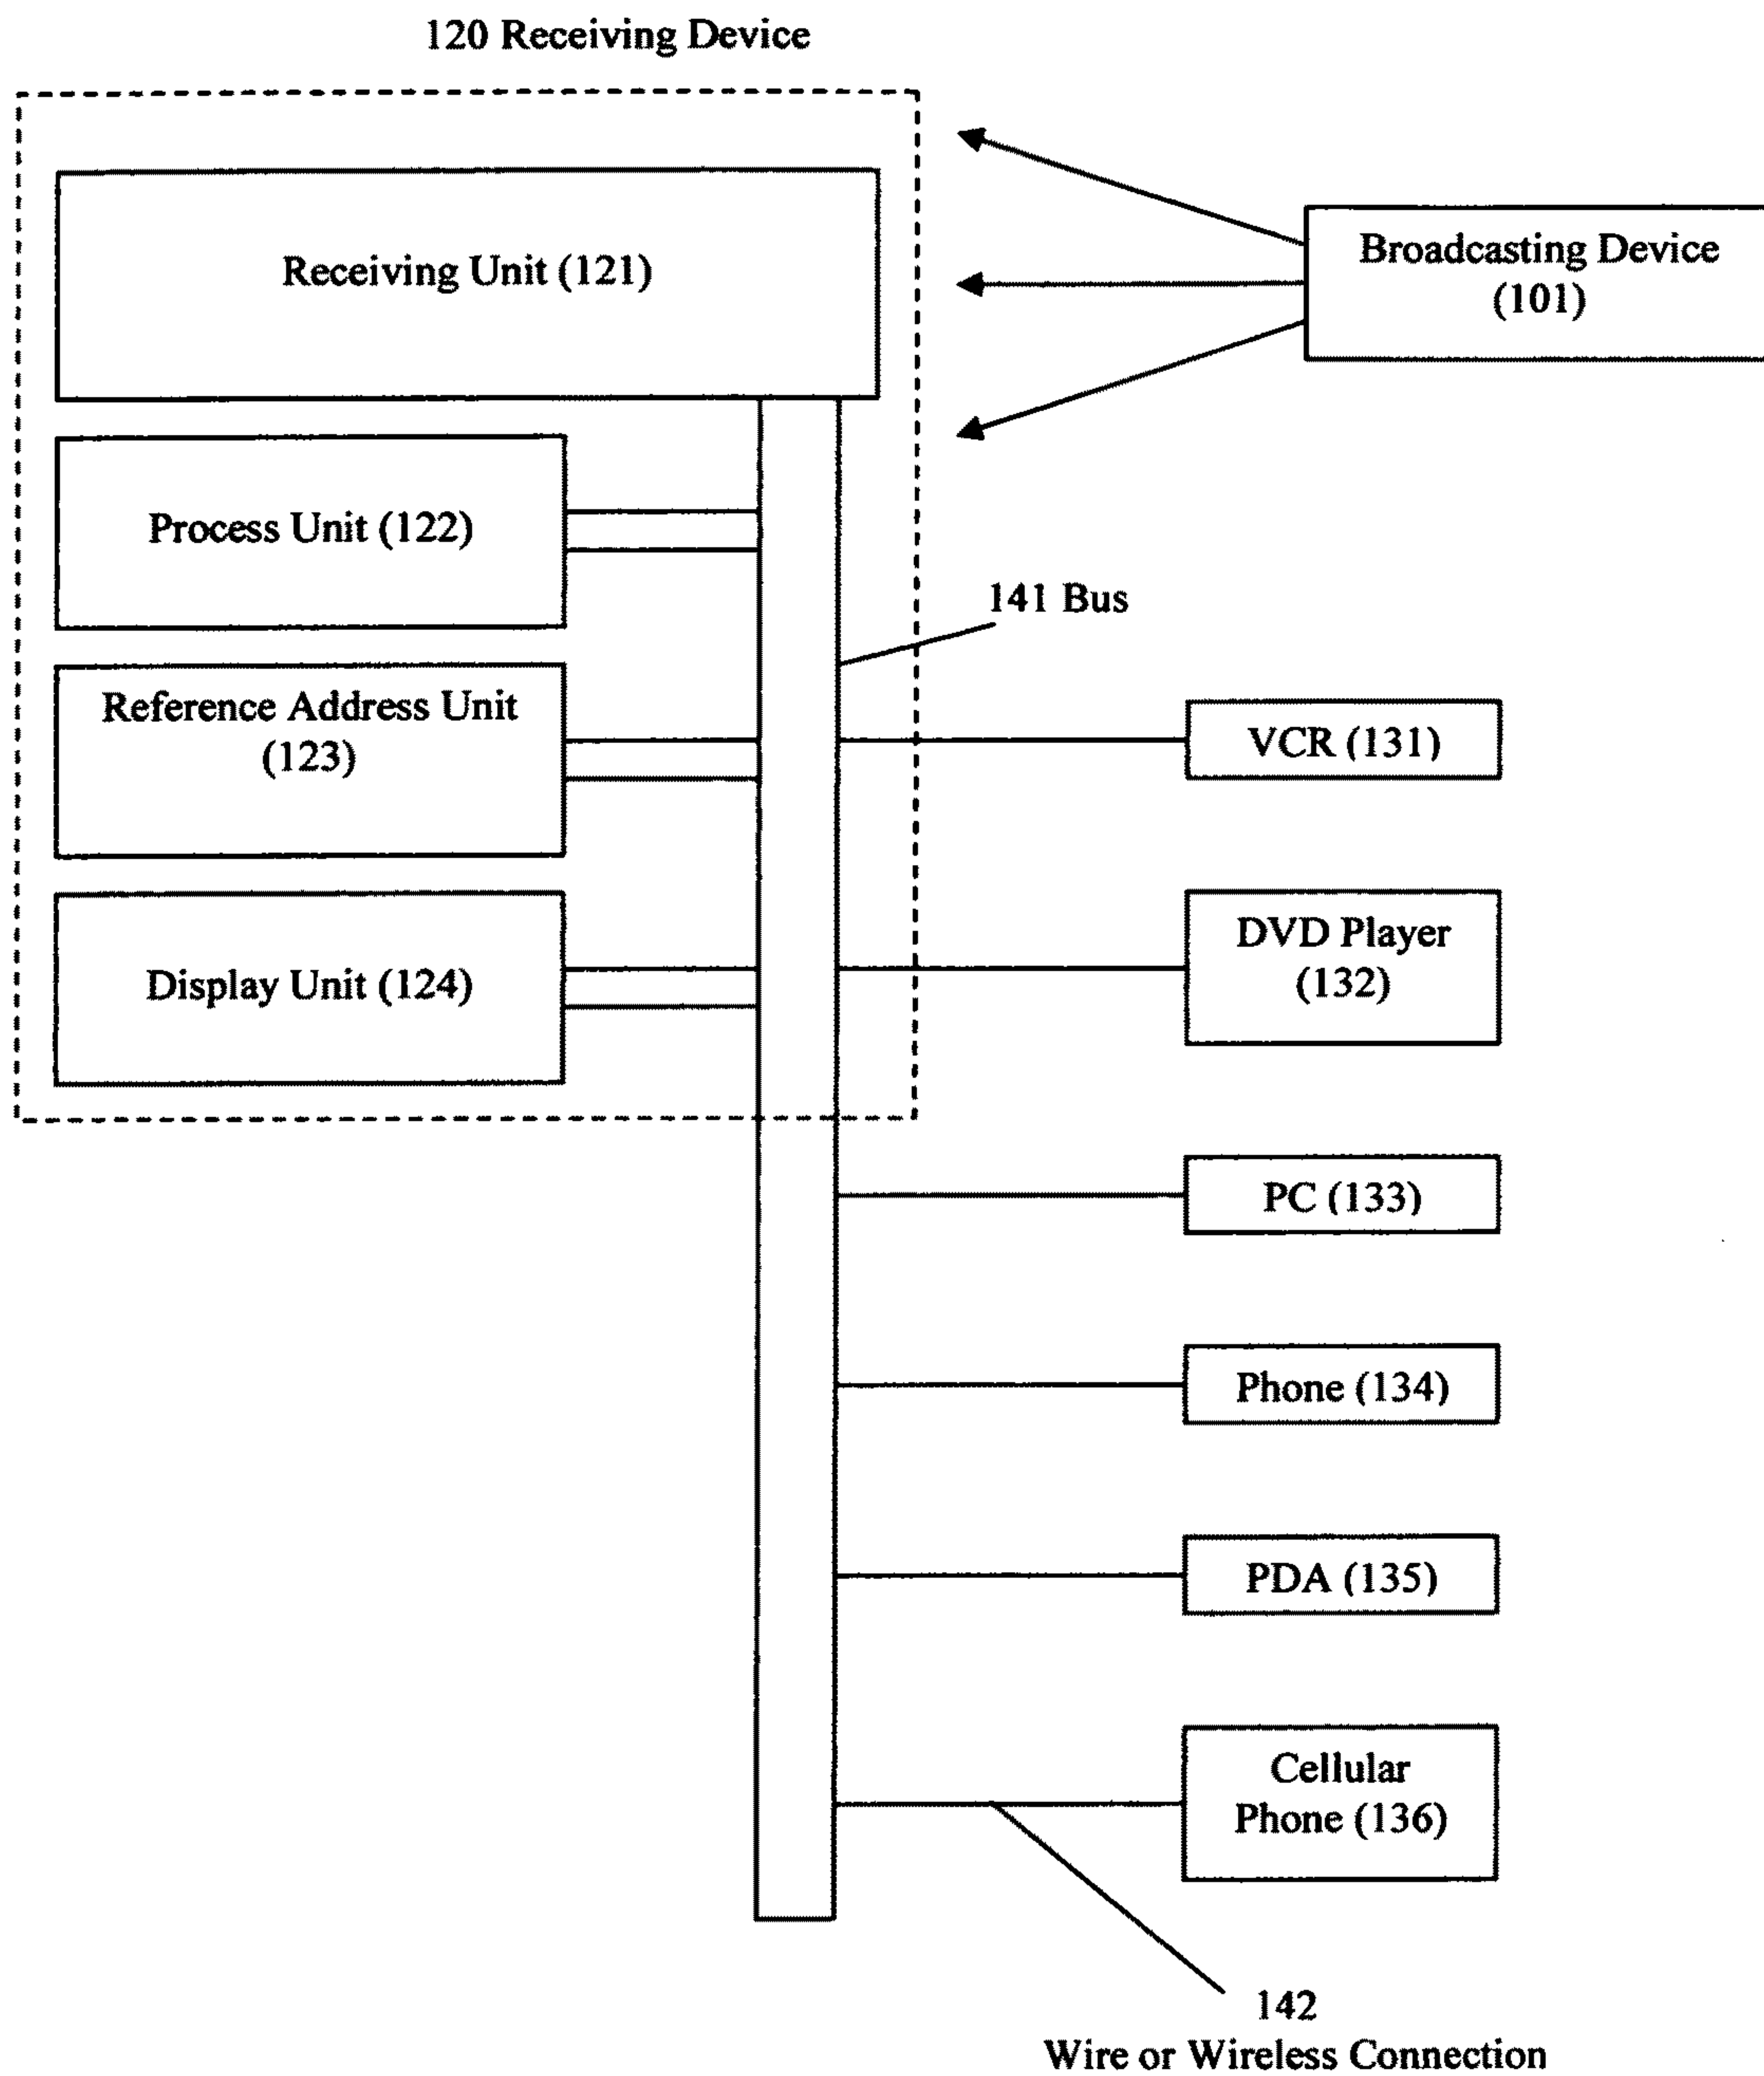 120 Receiving Device
Receiving Unit (121)
Broadcasting Device
(101)
Process Unit (122)
141 Bus
Reference Address Unit
(123)
VCR (131)
DVD Player
(132)
Display Unit (124)
PC (133)
Phone (134)
PDA (135)
Cellular
Phone (136)
142
Wire or Wireless Connection